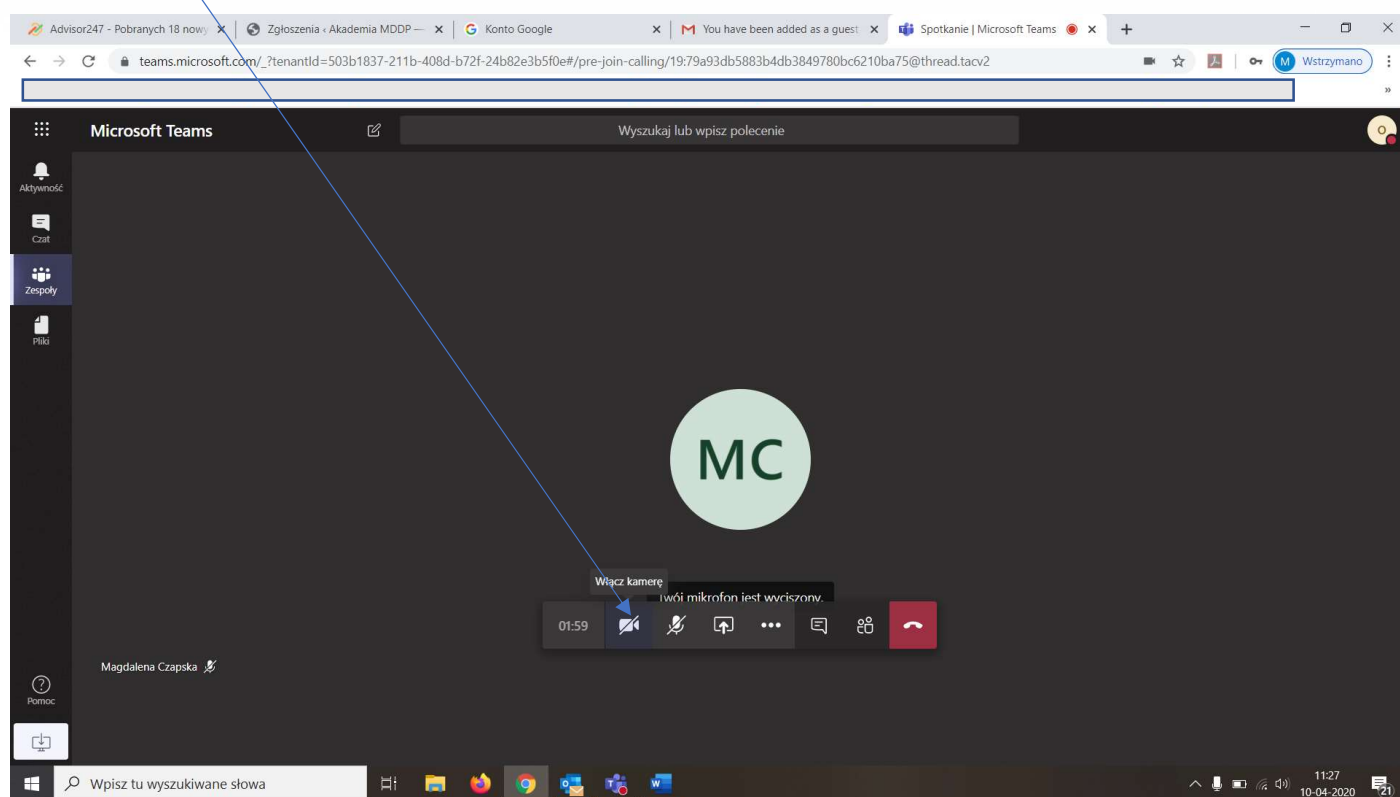 Advisor247 - Pobranych 18 nowy
Zgłoszenia ‹ Akademia MDDP —
Konto Google
You have been added as a guest
Spotkanie | Microsoft Teams
teams.microsoft.com/_?tenantId=503b1837-211b-408d-b72f-24b82e3b5f0e#/pre-join-calling/19:79a93db5883b4db3849780bc6210ba75@thread.tacv2
M Wstrzymano
Microsoft Teams
Wyszukaj lub wpisz polecenie
O
Aktywność
Czat
Zespoły
Pliki
MC
Włącz kamerę
Twój mikrofon jest wyciszony.
01:59
Magdalena Czapska
Pomoc
Wpisz tu wyszukiwane słowa
11:27
10-04-2020
21